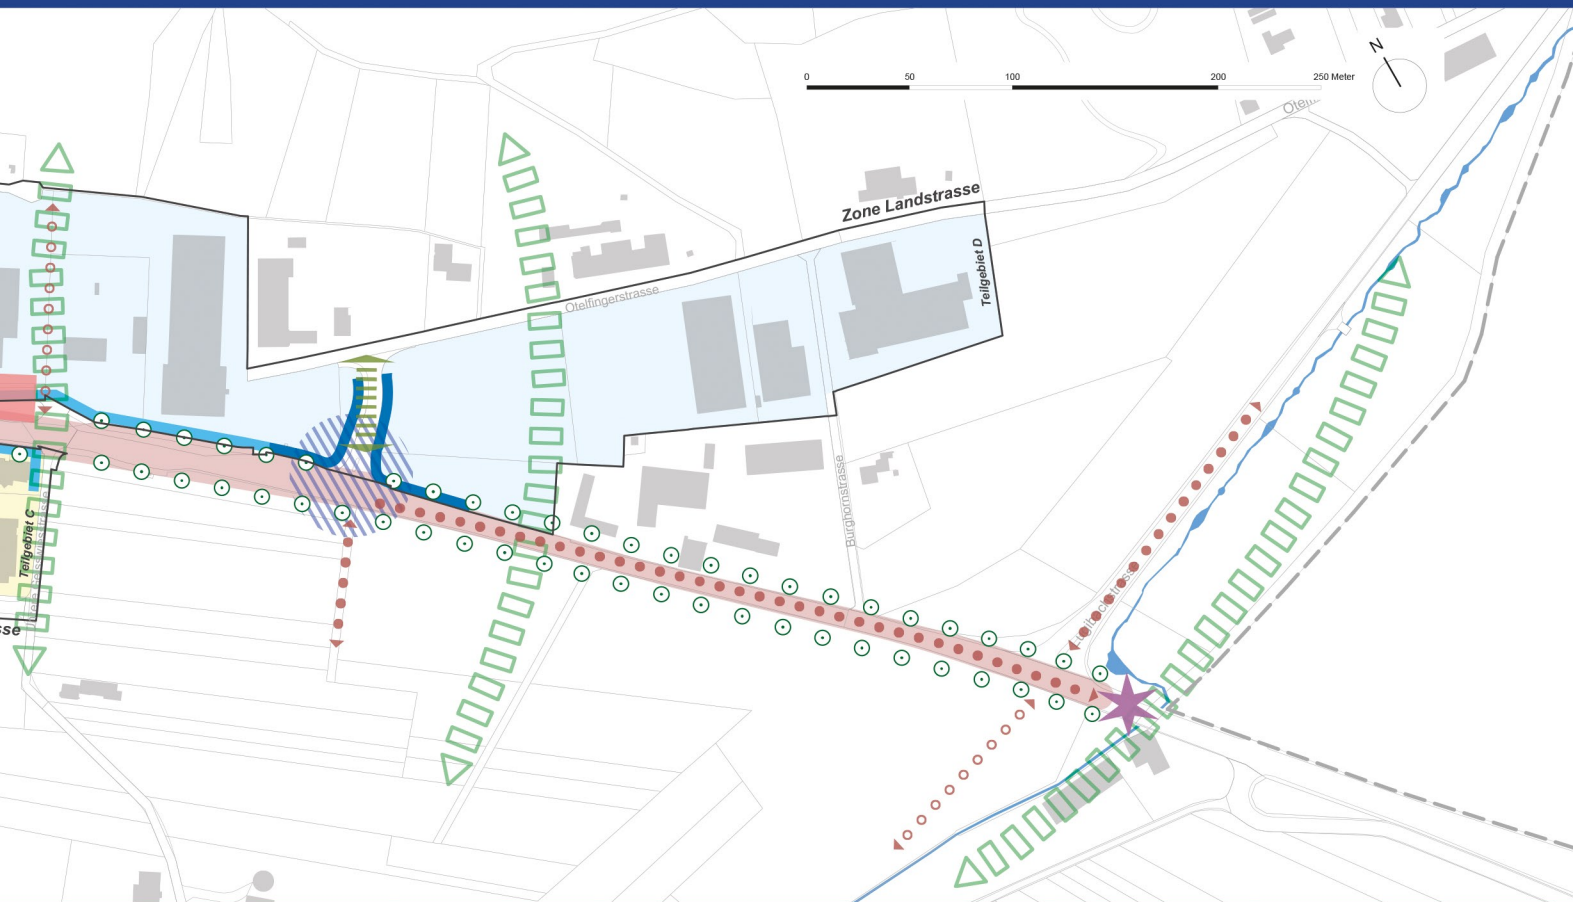 N
0 50 100 200 250 Meter
Zone Landstrasse
Teilgebiet D
Otelfingerstrasse
Burghornstrasse
Teilgebiet C
sse